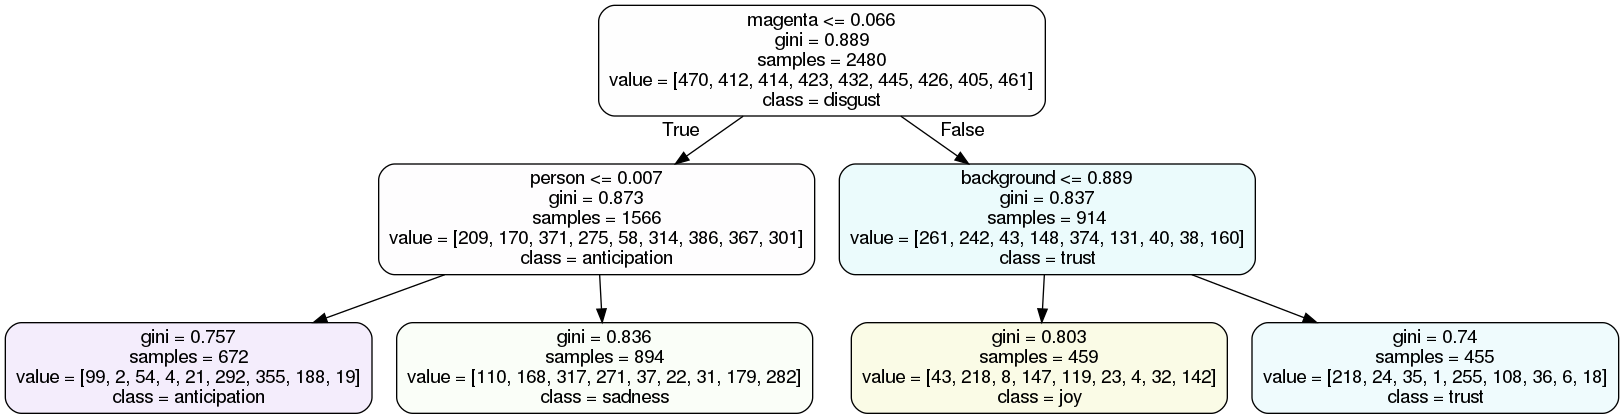 magenta <= 0.066
gini = 0.889
samples = 2480
value = [470, 412, 414, 423, 432, 445, 426, 405, 461]
class = disgust
True
False
person <= 0.007
gini = 0.873
samples = 1566
value = [209, 170, 371, 275, 58, 314, 386, 367, 301]
class = anticipation
background <= 0.889
gini = 0.837
samples = 914
value = [261, 242, 43, 148, 374, 131, 40, 38, 160]
class = trust
gini = 0.757
samples = 672
value = [99, 2, 54, 4, 21, 292, 355, 188, 19]
class = anticipation
gini = 0.836
samples = 894
value = [110, 168, 317, 271, 37, 22, 31, 179, 282]
class = sadness
gini = 0.803
samples = 459
value = [43, 218, 8, 147, 119, 23, 4, 32, 142]
class = joy
gini = 0.74
samples = 455
value = [218, 24, 35, 1, 255, 108, 36, 6, 18]
class = trust